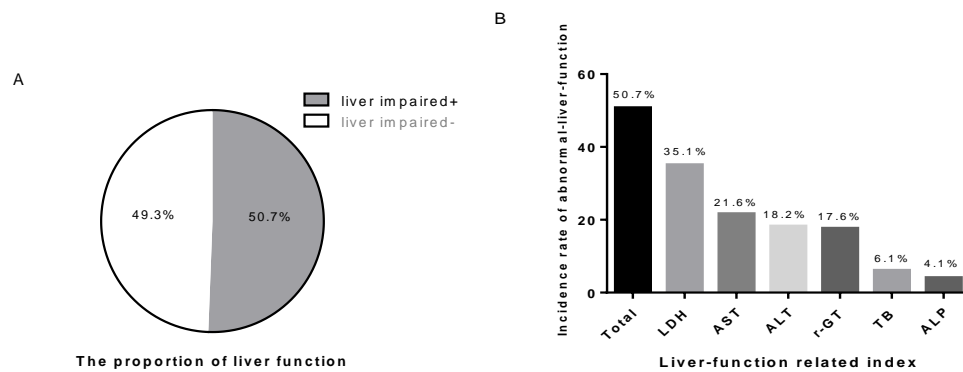 A
liver impaired+
liver impaired-
49.3%
50.7%
The proportion of liver function
B
Incidence rate of abnormal-liver-function
60
40
20
0
50.7%
35.1%
21.6%
18.2%
17.6%
6.1%
4.1%
Total
LDH
AST
ALT
r-GT
TB
ALP
Liver-function related index